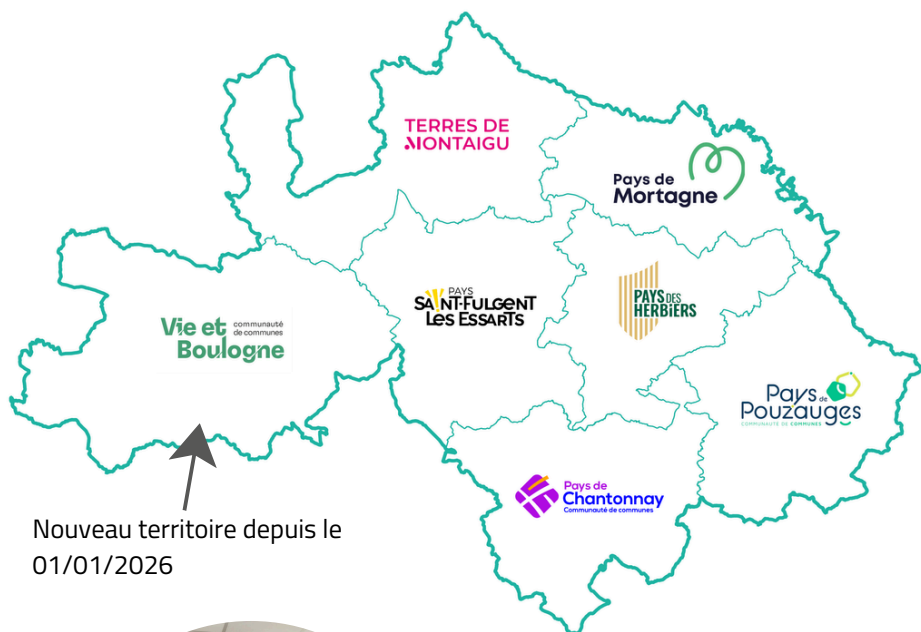 TERRES DE
MONTAIGU
Pays de
Mortagne
PAYS
SAINT-FULGENT
LES ESSARTS
PAYS DES
HERBIERS
Vie et communauté
de communes
Boulogne
Pays de
Pouzauges
COMMUNAUTÉ DE COMMUNES
Pays de
Chantonnay
Communauté de communes
Nouveau territoire depuis le
01/01/2026